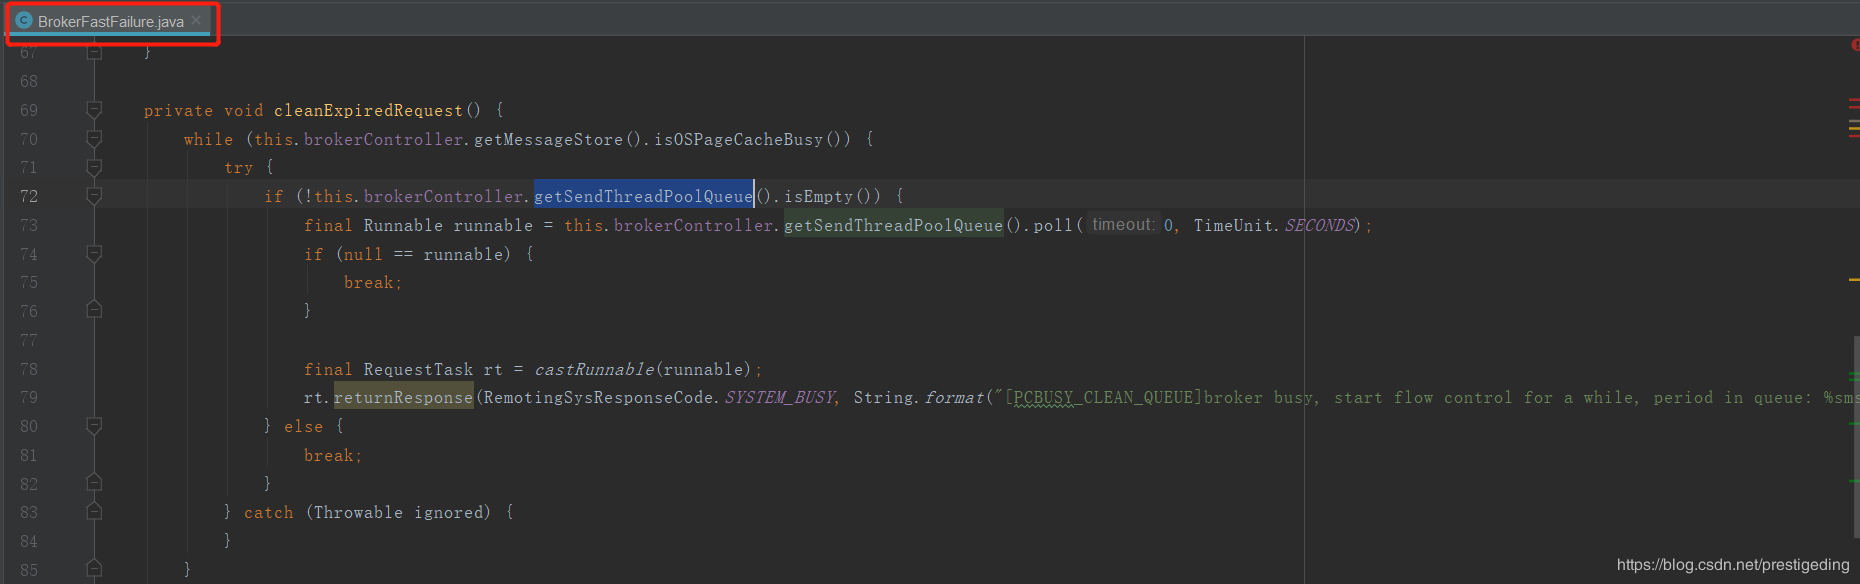 BrokerFastFailure.java
67 }
68
69 private void cleanExpiredRequest() {
70 while (this.brokerController.getMessageStore().isOSPageCacheBusy()) {
71 try {
72 if (!this.brokerController.getSendThreadPoolQueue().isEmpty()) {
73 final Runnable runnable = this.brokerController.getSendThreadPoolQueue().poll( timeout: 0, TimeUnit.SECONDS);
74 if (null == runnable) {
75 break;
76 }
77
78 final RequestTask rt = castRunnable(runnable);
79 rt.returnResponse(RemotingSysResponseCode.SYSTEM_BUSY, String.format("[PCBUSY_CLEAN_QUEUE]broker busy, start flow control for a while, period in queue: %sms
80 } else {
81 break;
82 }
83 } catch (Throwable ignored) {
84 }
85 }
https://blog.csdn.net/prestigeding